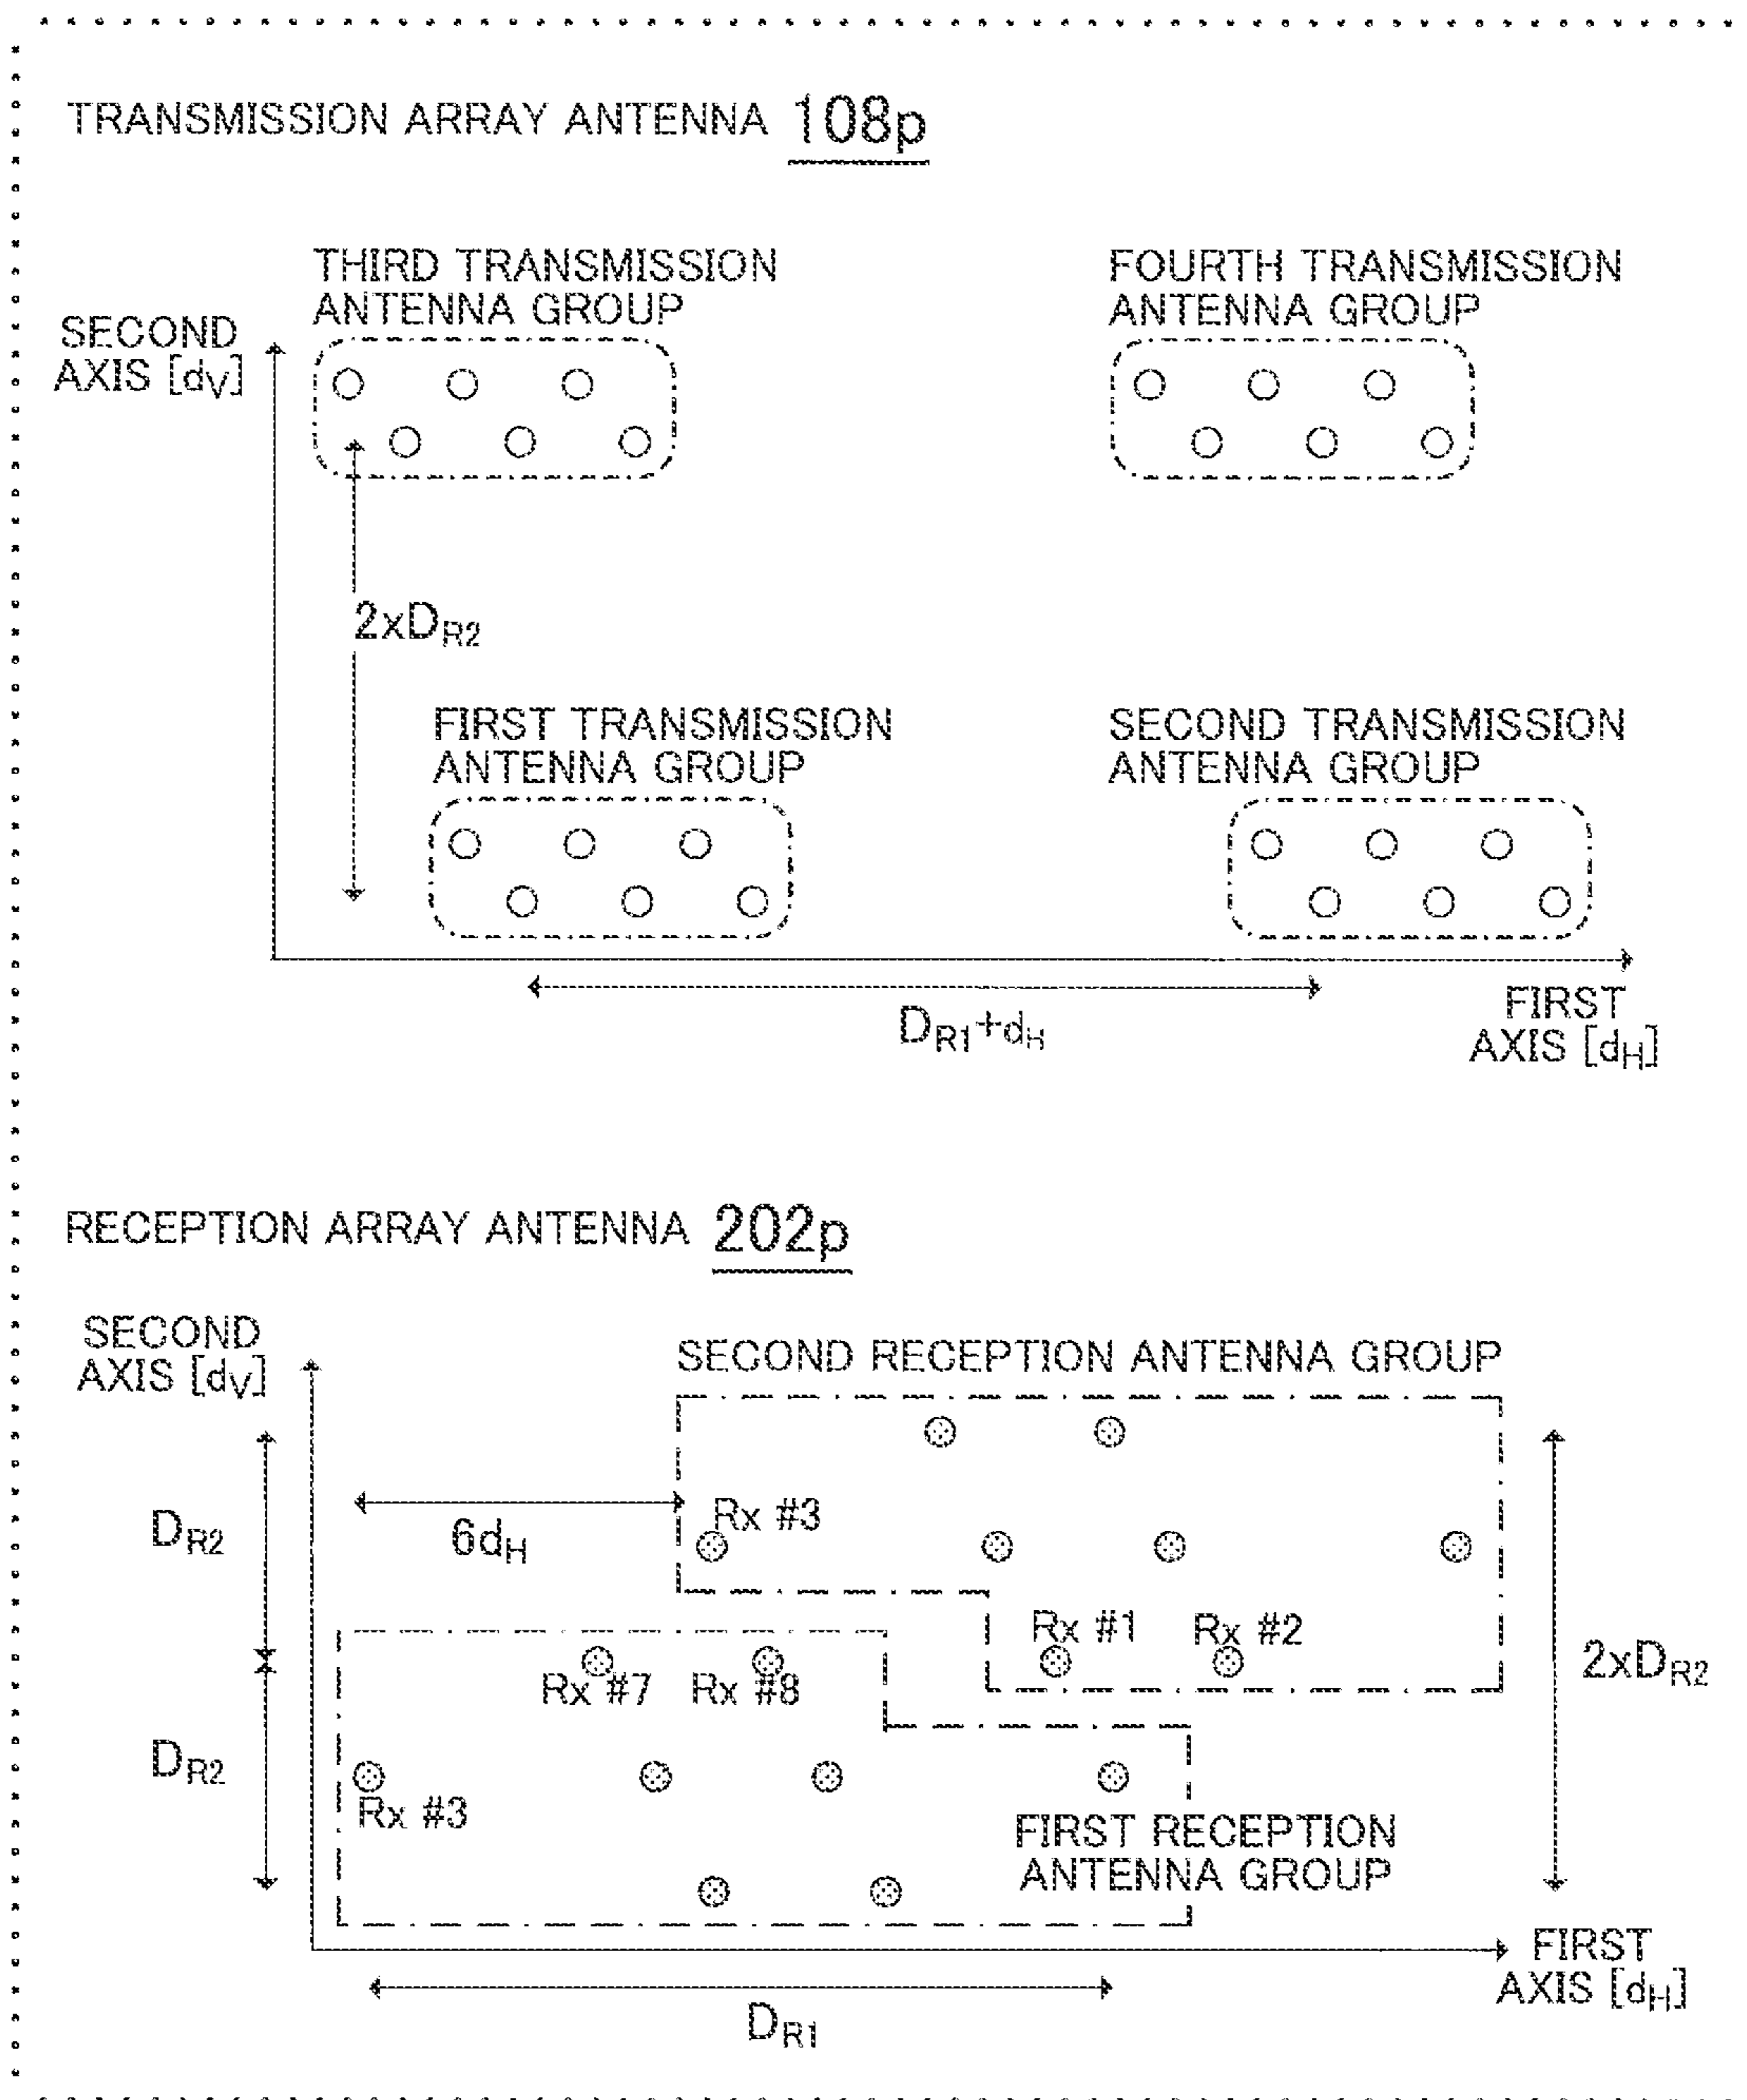 TRANSMISSION ARRAY ANTENNA 108p
THIRD TRANSMISSION
ANTENNA GROUP
FOURTH TRANSMISSION
ANTENNA GROUP
SECOND
AXIS [dV]
2xDR2
FIRST TRANSMISSION
ANTENNA GROUP
SECOND TRANSMISSION
ANTENNA GROUP
DR1+dH
FIRST
AXIS [dH]
RECEPTION ARRAY ANTENNA 202p
SECOND
AXIS [dV]
SECOND RECEPTION ANTENNA GROUP
DR2
6dH
Rx #3
Rx #1
Rx #2
2xDR2
Rx #7
Rx #8
DR2
Rx #3
FIRST RECEPTION
ANTENNA GROUP
FIRST
AXIS [dH]
DR1